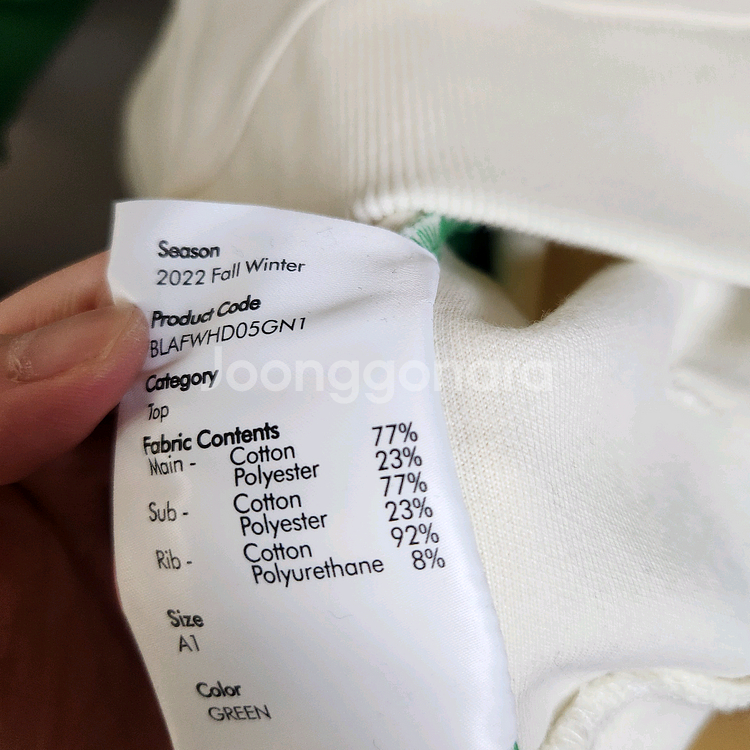 Season
2022 Fall Winter
Product Code
BLAFWHD05GN1
Category
Top
Fabric Contents
Main - Cotton 77%
Polyester 23%
Sub - Cotton 77%
Polyester 23%
Rib - Cotton 92%
Polyurethane 8%
Size
A1
Color
GREEN
Joonggonara